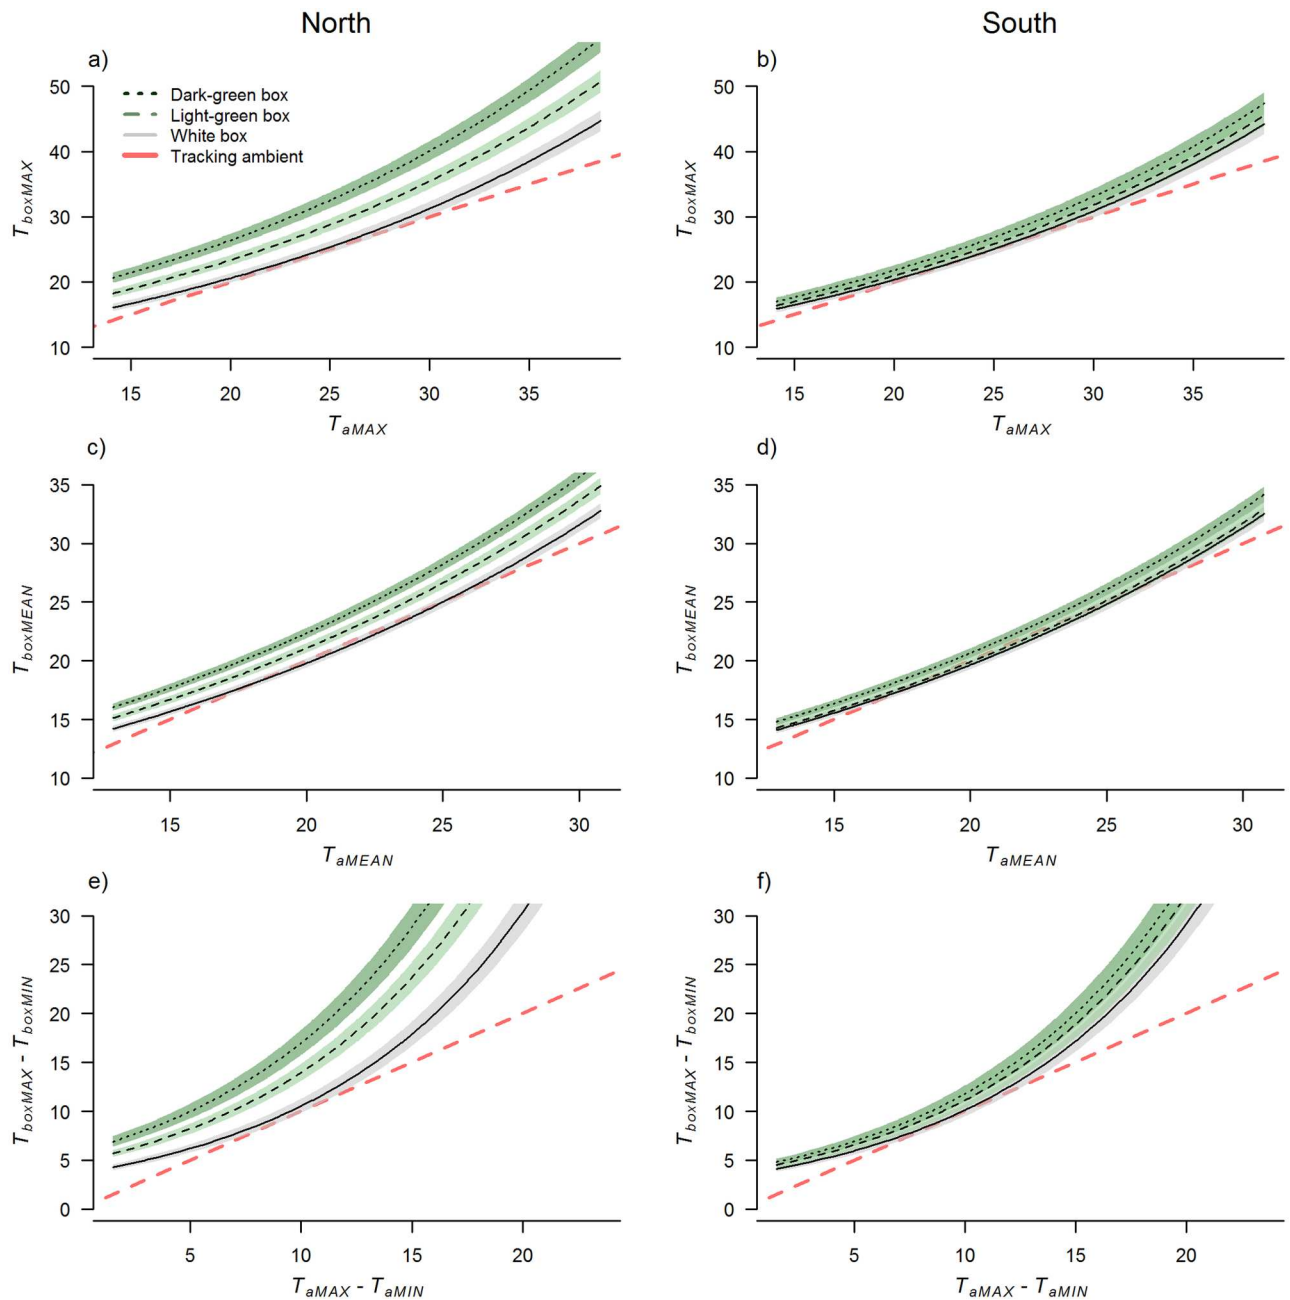 North
South
a)
b)
Dark-green box
Light-green box
White box
Tracking ambient
50
40
30
20
10
T boxMAX
15 20 25 30 35
T aMAX
50
40
30
20
10
T boxMAX
15 20 25 30 35
T aMAX
c)
d)
35
30
25
20
15
10
T boxMEAN
15 20 25 30
T aMEAN
35
30
25
20
15
10
T boxMEAN
15 20 25 30
T aMEAN
e)
f)
30
25
20
15
10
5
0
T boxMAX - T boxMIN
5 10 15 20
T aMAX - T aMIN
30
25
20
15
10
5
0
T boxMAX - T boxMIN
5 10 15 20
T aMAX - T aMIN